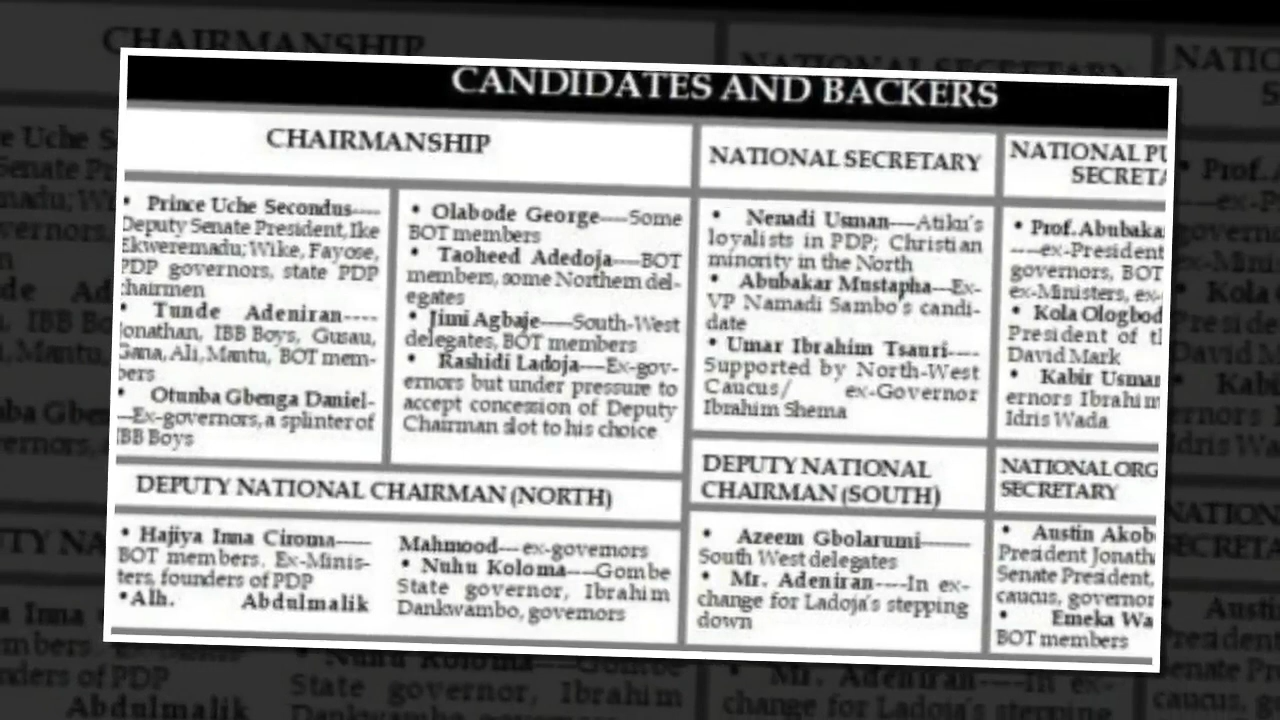 CANDIDATES AND BACKERS
CHAIRMANSHIP
• Prince Uche Secondus----
Deputy Senate President, Ike
Ekweremadu; Wike, Fayose,
PDP governors, state PDP
chairmen
• Tunde Adeniran----
Jonathan, IBB Boys, Gusau,
Gana, Ali, Mantu, BOT mem-
bers
• Otunba Gbenga Daniel-
—Ex-governors, a splinter of
IBB Boys
• Olabode George----Some
BOT members
• Taoheed Adedoja----BOT
members, some Northern del-
egates
• Jimi Agbaje----South-West
delegates, BOT members
• Rashidi Ladoja---Ex-gov-
ernors but under pressure to
accept concession of Deputy
Chairman slot to his choice
NATIONAL SECRETARY
• Nenadi Usman----Atiku's
loyalists in PDP; Christian
minority in the North
• Abubakar Mustapha---Ex-
VP Namadi Sambo's candi-
date
• Umar Ibrahim Tsauri----
Supported by North-West
Caucus/ ex-Governor
Ibrahim Shema
NATIONAL PU
SECRETA
• Prof. Abubaka
----ex-President
governors, BOT
ex-Ministers, ex-
• Kola Ologbod
President of t
David Mark
• Kabir Usman
ernors Ibrahim
Idris Wada
DEPUTY NATIONAL CHAIRMAN (NORTH)
• Hajiya Inna Ciroma----
BOT members, Ex-Minis-
ters, founders of PDP
• Alh. Abdulmalik
Mahmood--- ex-governors
• Nuhu Koloma----Gombe
State governor, Ibrahim
Dankwambo, governors
DEPUTY NATIONAL
CHAIRMAN (SOUTH)
• Azeem Gbolarumi------
South West delegates
• Mr. Adeniran----In ex-
change for Ladoja's stepping
down
NATIONAL ORG
SECRETARY
• Austin Akob
President Jonath
Senate President,
caucus, governor
• Emeka Wa
BOT members